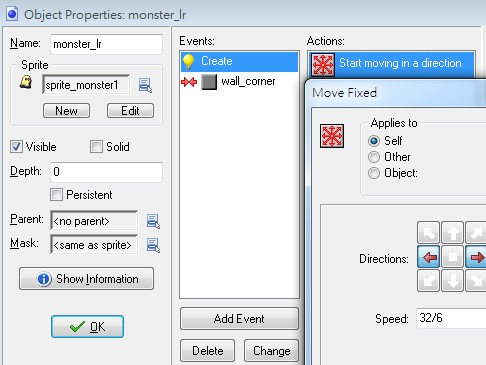 Object Properties: monster_lr
Name: monster_lr
Sprite
sprite_monster1
New Edit
Visible Solid
Depth: 0
Persistent
Parent: <no parent>
Mask: <same as sprite>
Show Information
OK
Events:
Create
wall_corner
Add Event
Delete Change
Actions:
Start moving in a direction
Move Fixed
Applies to
Self
Other
Object:
Directions:
Speed: 32/6